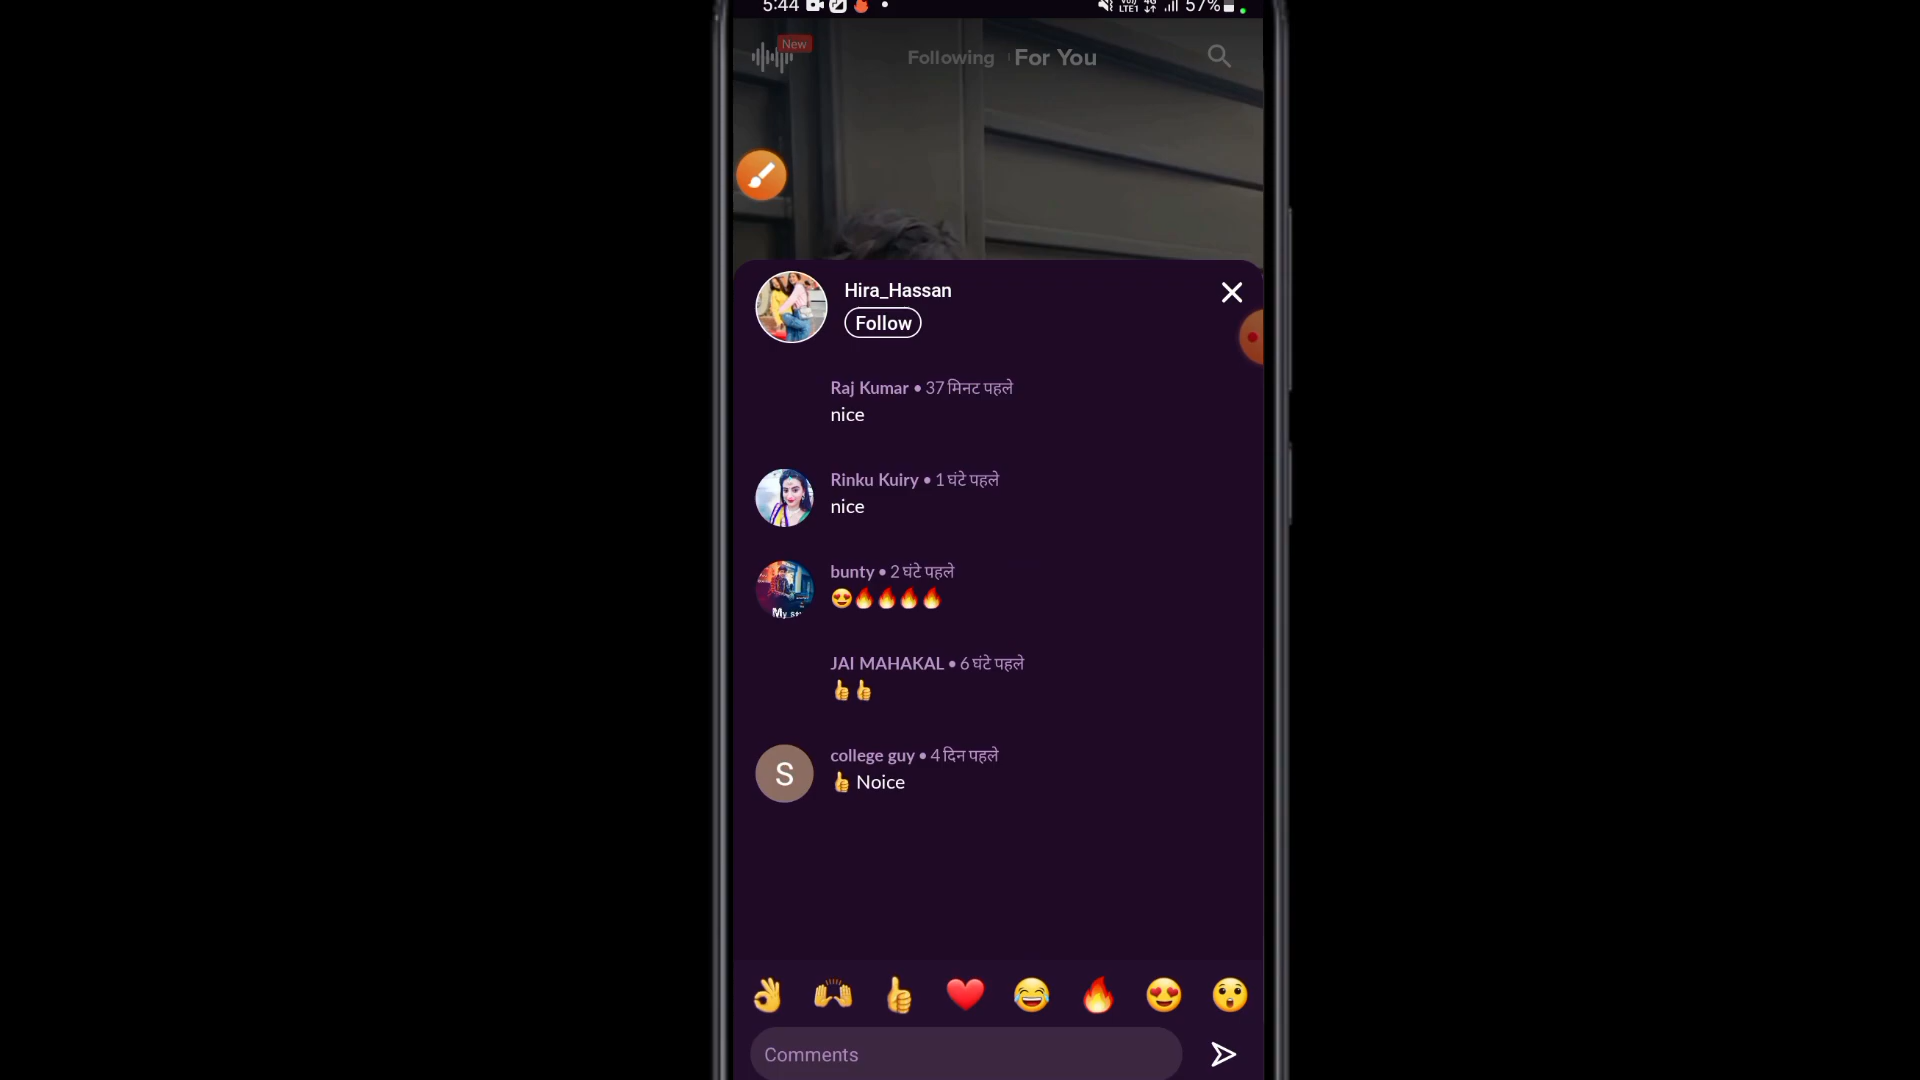 5:44 57%
New
Following For You
Hira_Hassan
Follow
Raj Kumar • 37 मिनट पहले
nice
Rinku Kuiry • 1 घंटे पहले
nice
bunty • 2 घंटे पहले
😍🔥🔥🔥🔥
My
JAI MAHAKAL • 6 घंटे पहले
👍👍
S
college guy • 4 दिन पहले
👍 Noice
👌 🙌 👍 ❤️ 😂 🔥 😍 😯
Comments